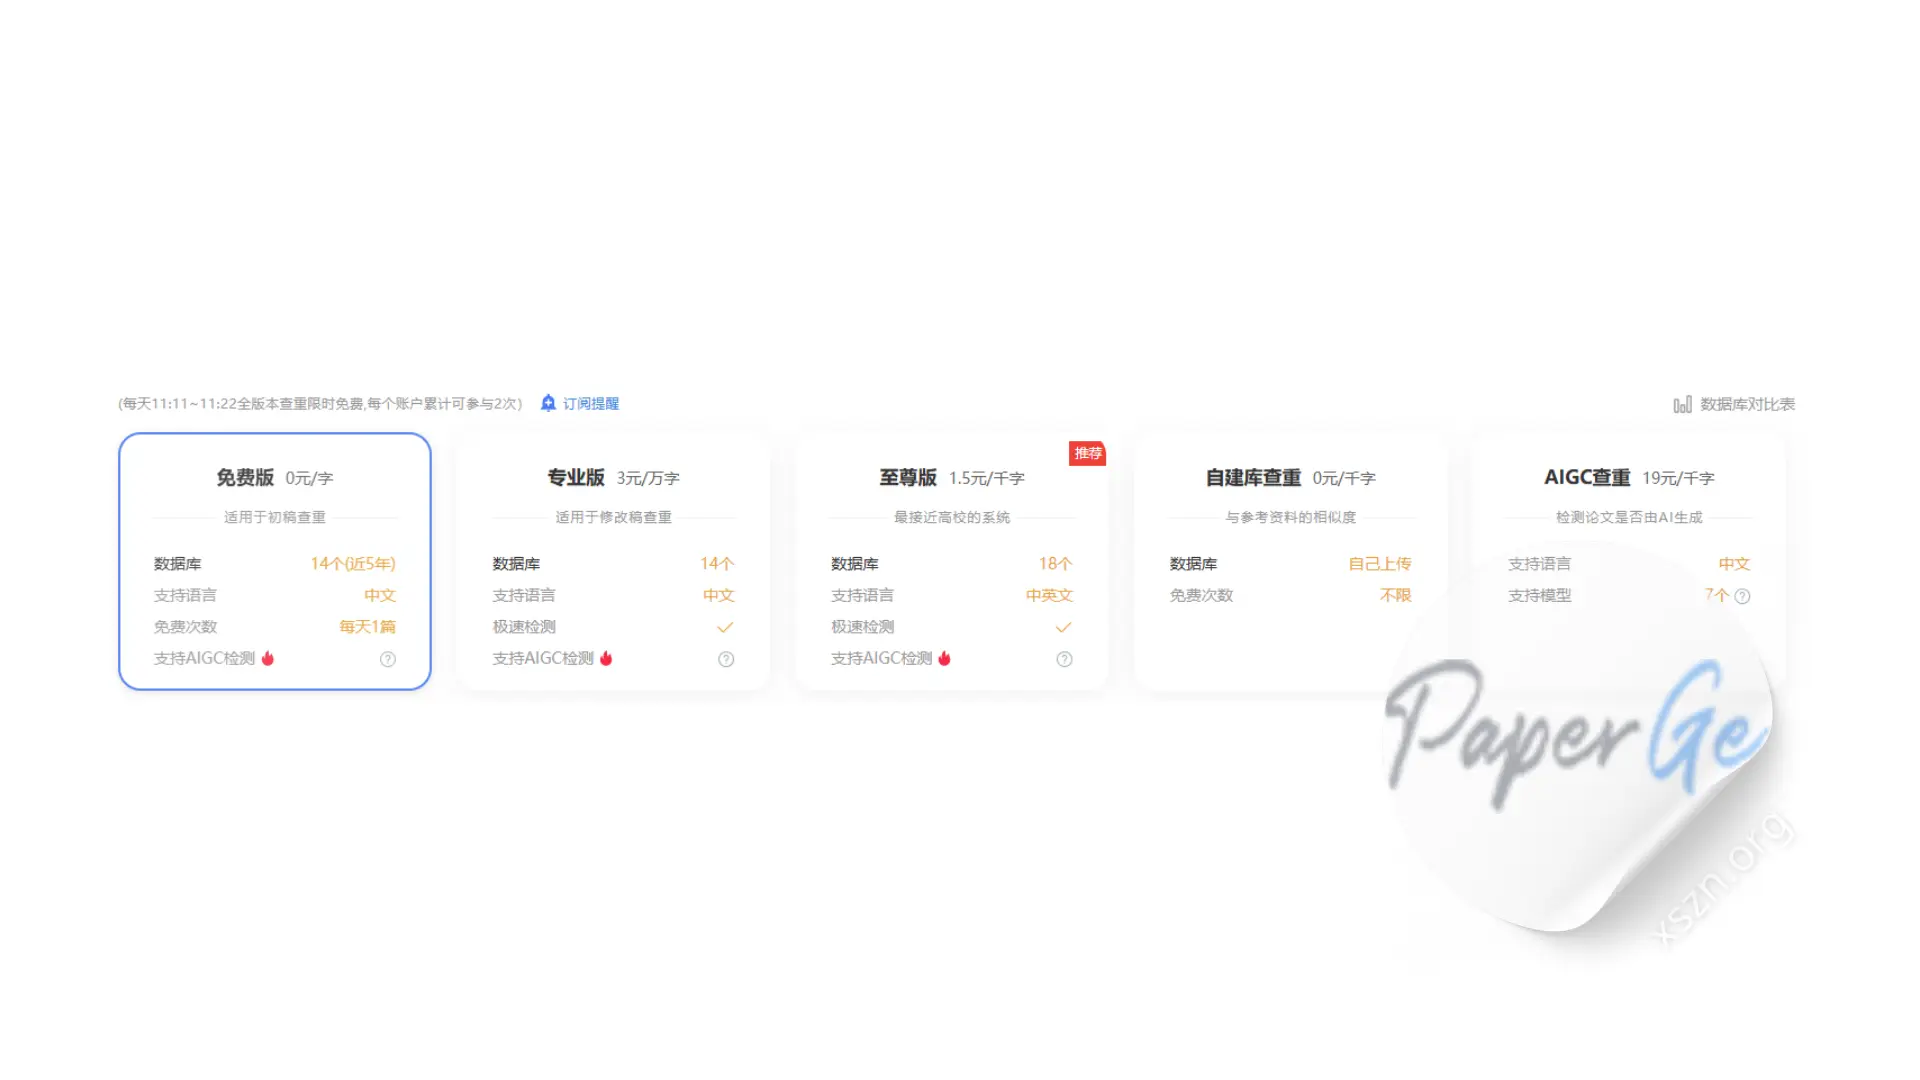 (每天11:11~11:22全版本查重限时免费,每个账户累计可参与2次) 订阅提醒
数据库对比表
免费版 0元/字
适用于初稿查重
数据库 14个(近5年)
支持语言 中文
免费次数 每天1篇
支持AIGC检测
专业版 3元/万字
适用于修改稿查重
数据库 14个
支持语言 中文
极速检测
支持AIGC检测
推荐
至尊版 1.5元/千字
最接近高校的系统
数据库 18个
支持语言 中英文
极速检测
支持AIGC检测
自建库查重 0元/千字
与参考资料的相似度
数据库 自己上传
免费次数 不限
AIGC查重 19元/千字
检测论文是否由AI生成
支持语言 中文
支持模型 7个
PaperGe
xszn.org